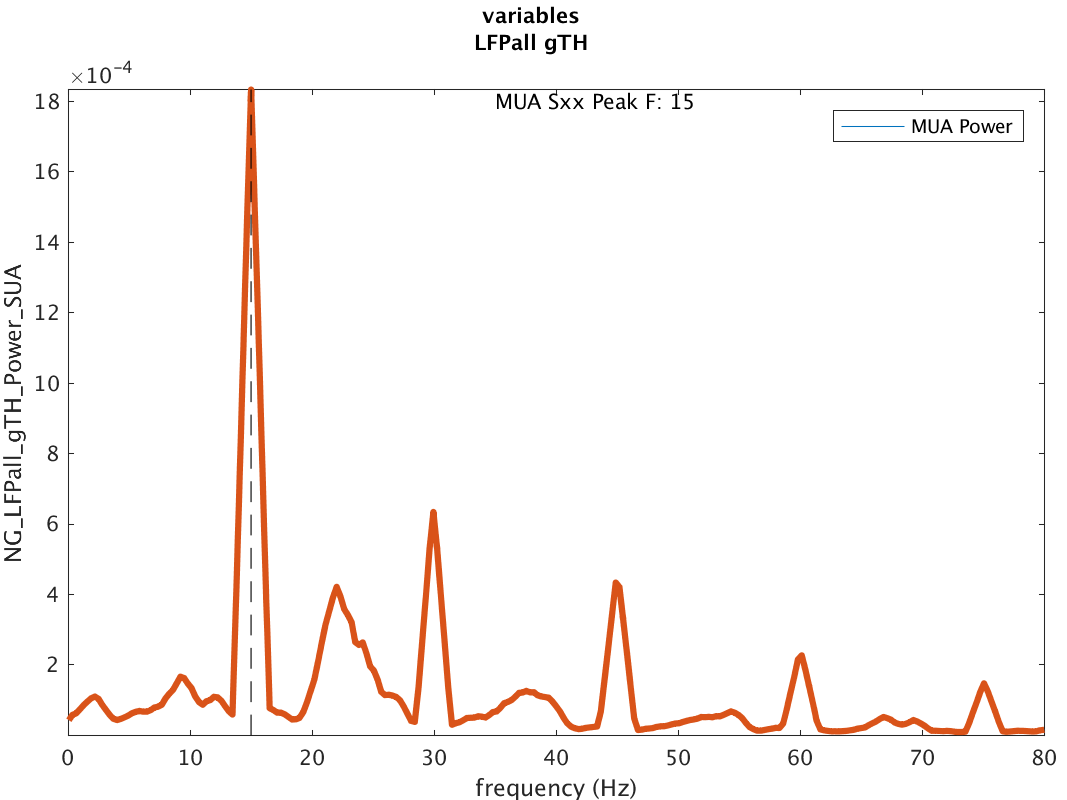 variables
LFPall gTH
×10⁻⁴
MUA Sxx Peak F: 15
MUA Power
18
16
14
12
10
8
6
4
2
NG_LFPall_gTH_Power_SUA
0 10 20 30 40 50 60 70 80
frequency (Hz)